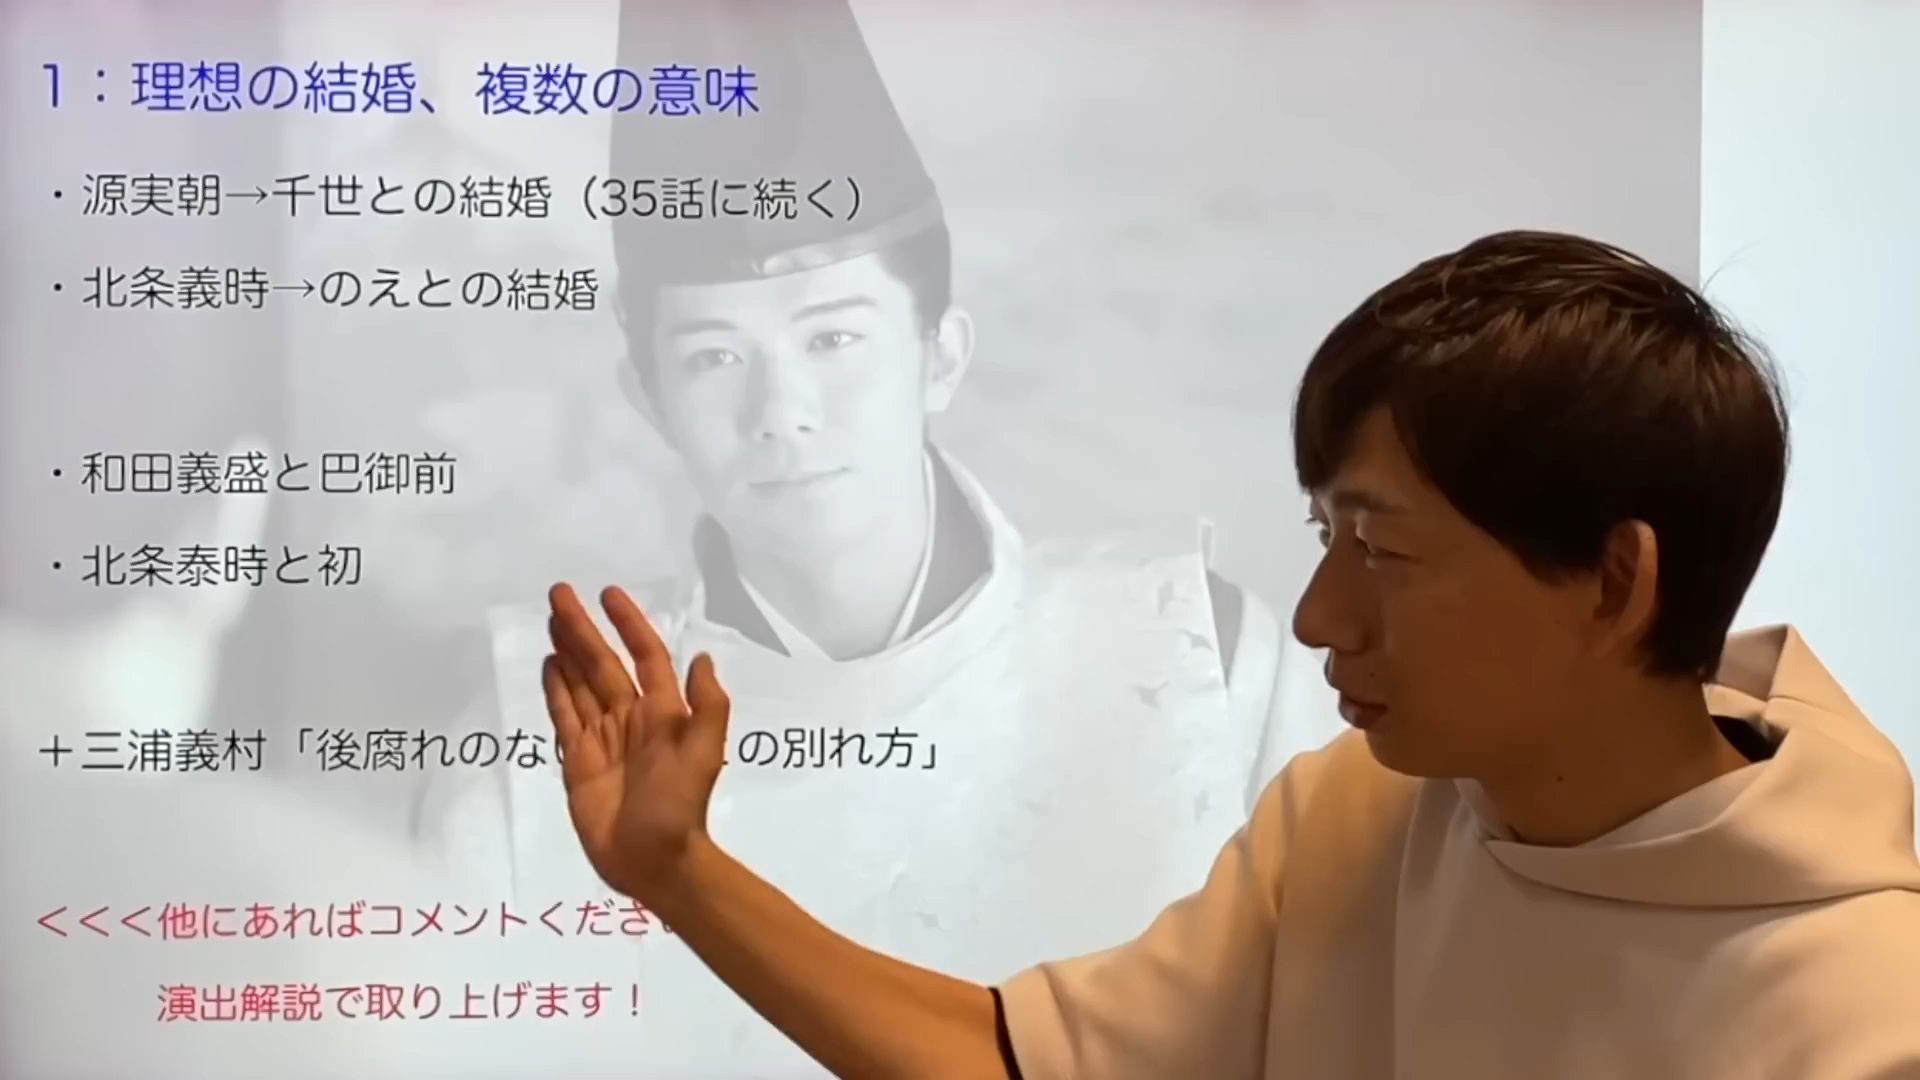 1：理想の結婚、複数の意味
・源実朝→千世との結婚（35話に続く）
・北条義時→のえとの結婚
・和田義盛と巴御前
・北条泰時と初
＋三浦義村「後腐れのな の別れ方」
＜＜＜他にあればコメントくださ
演出解説で取り上げます！